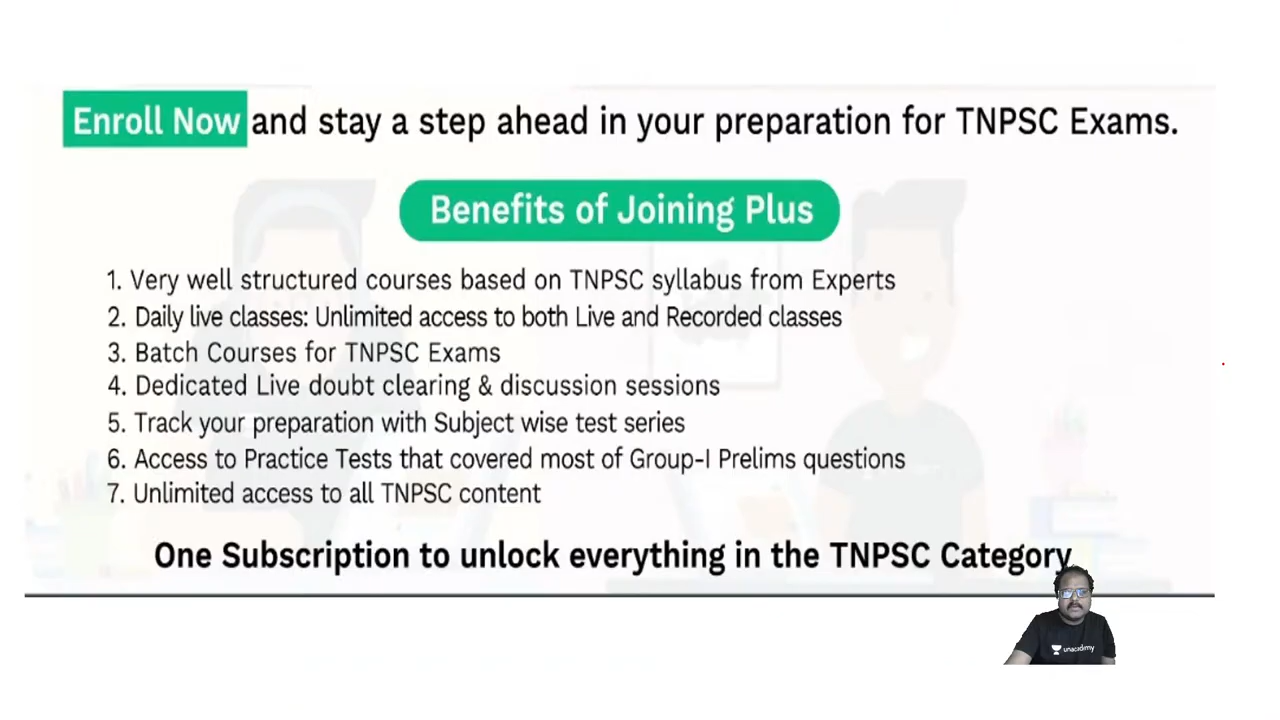 Enroll Now and stay a step ahead in your preparation for TNPSC Exams.
Benefits of Joining Plus
1. Very well structured courses based on TNPSC syllabus from Experts
2. Daily live classes: Unlimited access to both Live and Recorded classes
3. Batch Courses for TNPSC Exams
4. Dedicated Live doubt clearing & discussion sessions
5. Track your preparation with Subject wise test series
6. Access to Practice Tests that covered most of Group-I Prelims questions
7. Unlimited access to all TNPSC content
One Subscription to unlock everything in the TNPSC Category
unacademy